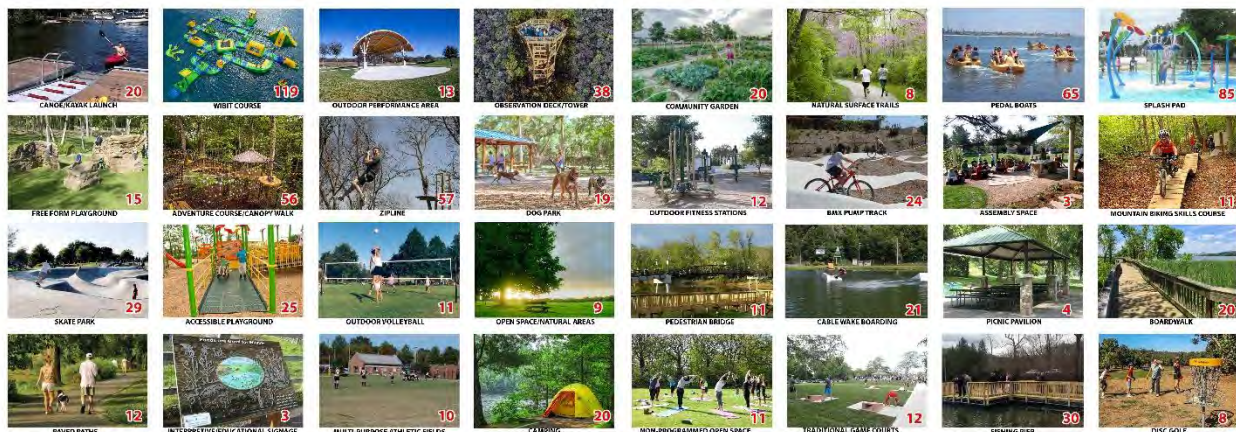 20
119
13
38
20
8
65
85
CANOE/KAYAK LAUNCH
WIBIT COURSE
OUTDOOR PERFORMANCE AREA
OBSERVATION DECK/TOWER
COMMUNITY GARDEN
NATURAL SURFACE TRAILS
PEDAL BOATS
SPLASH PAD
15
56
57
19
12
24
3
11
FREE FORM PLAYGROUND
ADVENTURE COURSE/CANOPY WALK
ZIPLINE
DOG PARK
OUTDOOR FITNESS STATIONS
BMX PUMP TRACK
ASSEMBLY SPACE
MOUNTAIN BIKING SKILLS COURSE
29
25
11
9
11
21
4
20
SKATE PARK
ACCESSIBLE PLAYGROUND
OUTDOOR VOLLEYBALL
OPEN SPACE/NATURAL AREAS
PEDESTRIAN BRIDGE
CABLE WAKE BOARDING
PICNIC PAVILION
BOARDWALK
12
3
10
20
11
12
30
8
PAVED PATHS
INTERPRETIVE/EDUCATIONAL SIGNAGE
MULTI-PURPOSE ATHLETIC FIELDS
CAMPING
NON-PROGRAMMED OPEN SPACE
TRADITIONAL GAME COURTS
FISHING PIER
DISC GOLF